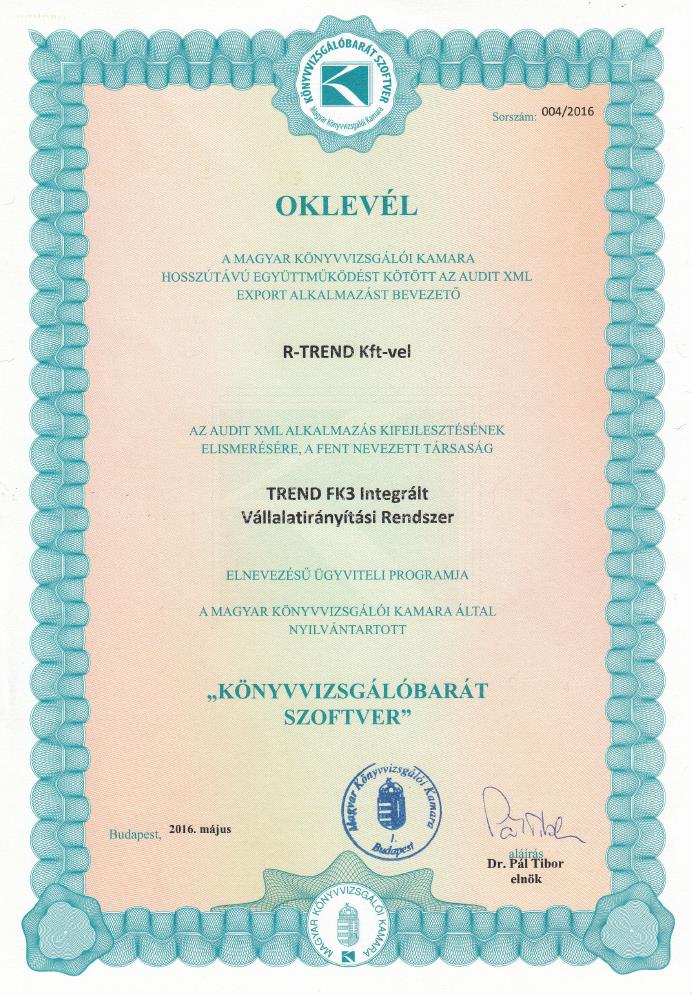 KÖNYVVIZSGÁLÓBARÁT SZOFTVER
Magyar Könyvvizsgáló Kamara
Sorszám: 004/2016
OKLEVÉL
A MAGYAR KÖNYVVIZSGÁLÓI KAMARA
HOSSZÚTÁVÚ EGYÜTTMŰKÖDÉST KÖTÖTT AZ AUDIT XML
EXPORT ALKALMAZÁST BEVEZETŐ
R-TREND Kft-vel
AZ AUDIT XML ALKALMAZÁS KIFEJLESZTÉSÉNEK
ELISMERÉSÉRE, A FENT NEVEZETT TÁRSASÁG
TREND FK3 Integrált
Vállalatirányítási Rendszer
ELNEVEZÉSŰ ÜGYVITELI PROGRAMJA
A MAGYAR KÖNYVVIZSGÁLÓI KAMARA ÁLTAL
NYILVÁNTARTOTT
„KÖNYVVIZSGÁLÓBARÁT
SZOFTVER”
Magyar Könyvvizsgálói Kamara
1.
Budapest
Budapest, 2016. május
Pál Tibor
aláírás
Dr. Pál Tibor
elnök
MAGYAR KÖNYVVIZSGÁLÓI KAMARA